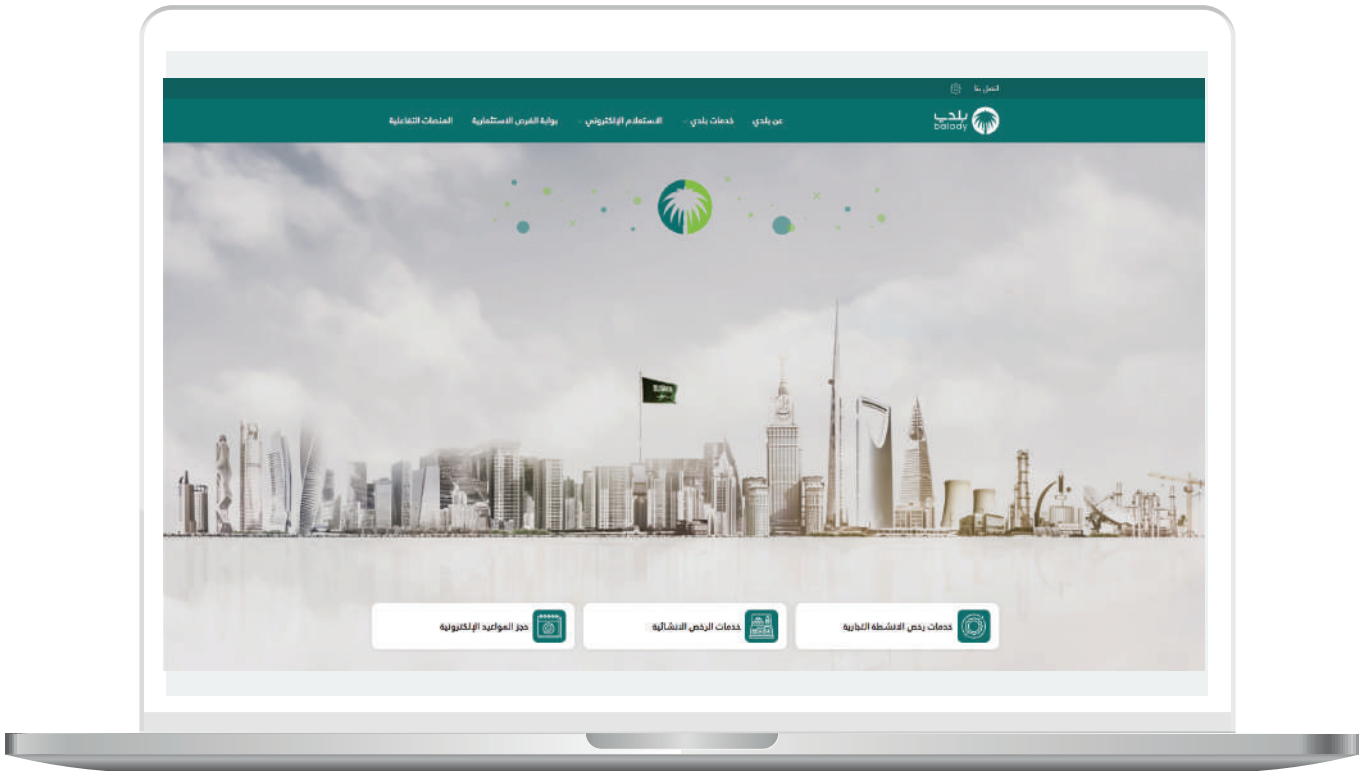 اتصل بنا
بلدي
balady
عن بلدي خدمات بلدي الاستعلام الإلكتروني بوابة الفرص الاستثمارية المنصات التفاعلية
خدمات رخص الانشطة التجارية
خدمات الرخص الانشائية
حجز المواعيد الإلكترونية